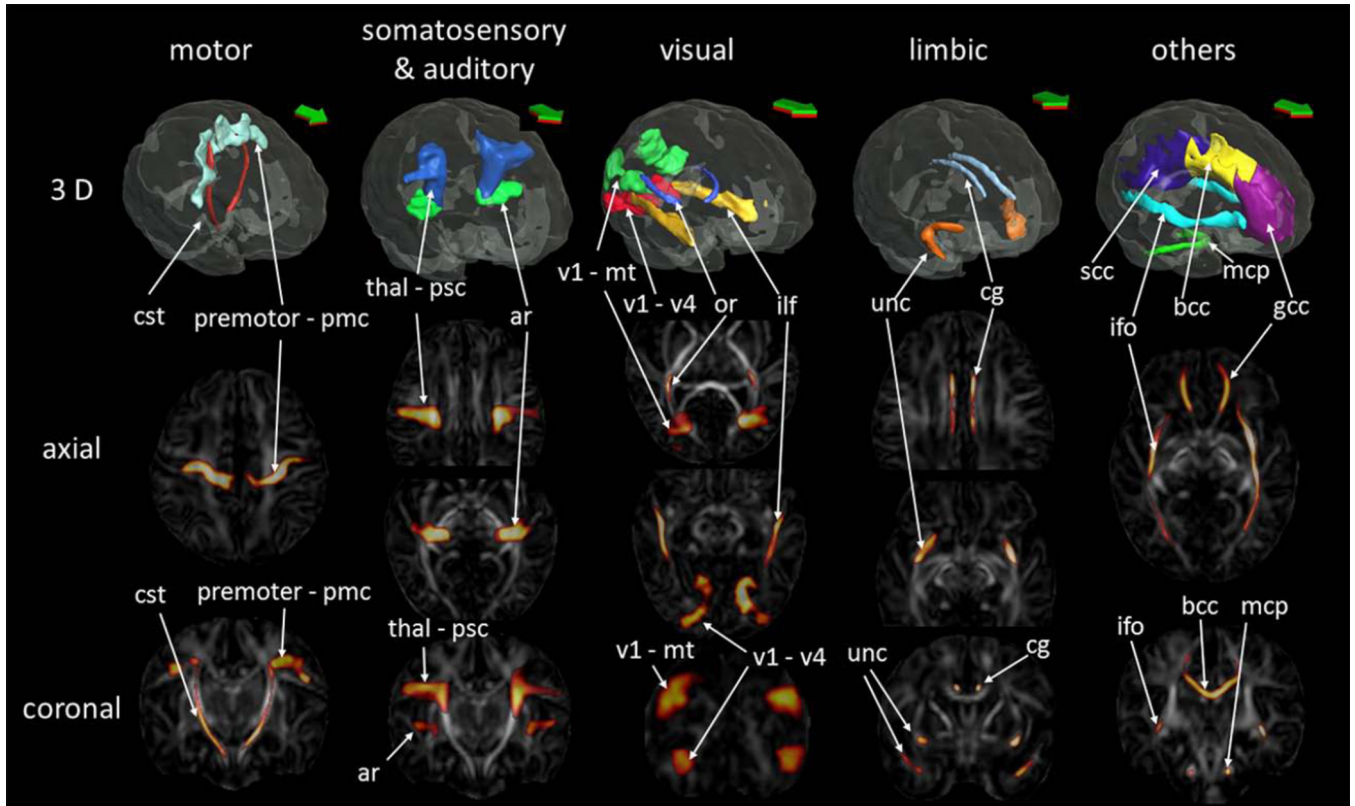 motor
somatosensory
& auditory
visual
limbic
others
3 D
cst
premotor - pmc
thal - psc
ar
v1 - mt
v1 - v4
or
ilf
unc
cg
scc
ifo
bcc
mcp
gcc
axial
cst
premoter - pmc
thal - psc
ar
v1 - mt
v1 - v4
unc
cg
ifo
bcc
mcp
coronal